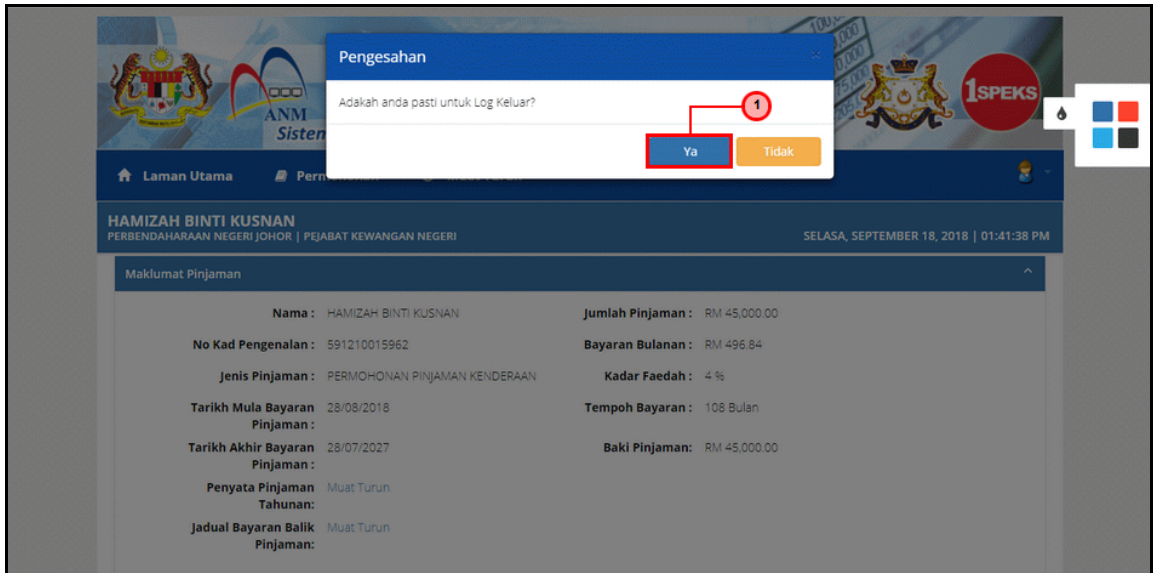 Pengesahan
×
Adakah anda pasti untuk Log Keluar?
1
Ya
Tidak
ANM
Sisten
1SPEKS
Laman Utama
HAMIZAH BINTI KUSNAN
PERBENDAHARAAN NEGERI JOHOR | PEJABAT KEWANGAN NEGERI
SELASA, SEPTEMBER 18, 2018 | 01:41:38 PM
Maklumat Pinjaman
Nama : HAMIZAH BINTI KUSNAN
Jumlah Pinjaman : RM 45,000.00
No Kad Pengenalan : 591210015962
Bayaran Bulanan : RM 496.84
Jenis Pinjaman : PERMOHONAN PINJAMAN KENDERAAN
Kadar Faedah : 4 %
Tarikh Mula Bayaran 28/08/2018
Pinjaman :
Tempoh Bayaran : 108 Bulan
Tarikh Akhir Bayaran 28/07/2027
Pinjaman :
Baki Pinjaman: RM 45,000.00
Penyata Pinjaman Muat Turun
Tahunan:
Jadual Bayaran Balik Muat Turun
Pinjaman: